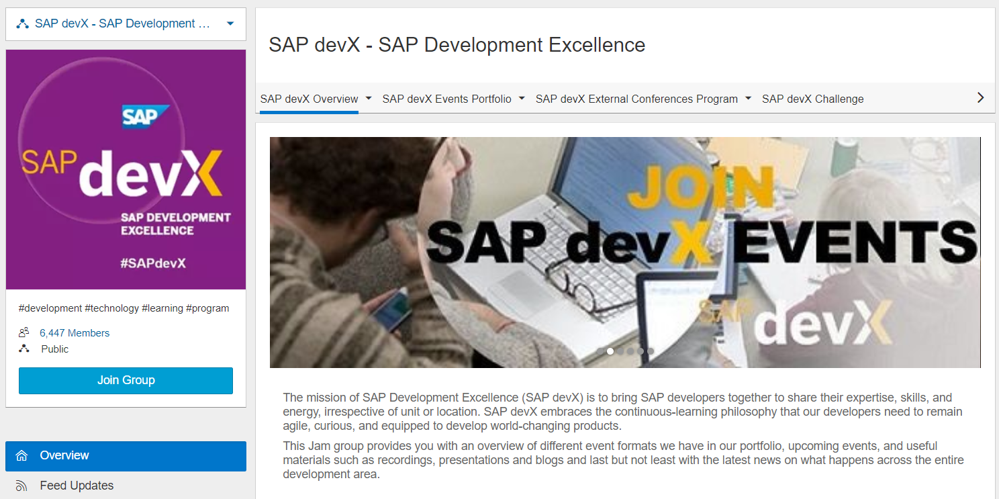 SAP devX - SAP Development …
SAP
SAP devX
SAP DEVELOPMENT
EXCELLENCE
#SAPdevX
#development #technology #learning #program
6,447 Members
Public
Join Group
Overview
Feed Updates
SAP devX - SAP Development Excellence
SAP devX Overview SAP devX Events Portfolio SAP devX External Conferences Program SAP devX Challenge
JOIN
SAP devX EVENTS
SAP devX
The mission of SAP Development Excellence (SAP devX) is to bring SAP developers together to share their expertise, skills, and
energy, irrespective of unit or location. SAP devX embraces the continuous-learning philosophy that our developers need to remain
agile, curious, and equipped to develop world-changing products.
This Jam group provides you with an overview of different event formats we have in our portfolio, upcoming events, and useful
materials such as recordings, presentations and blogs and last but not least with the latest news on what happens across the entire
development area.